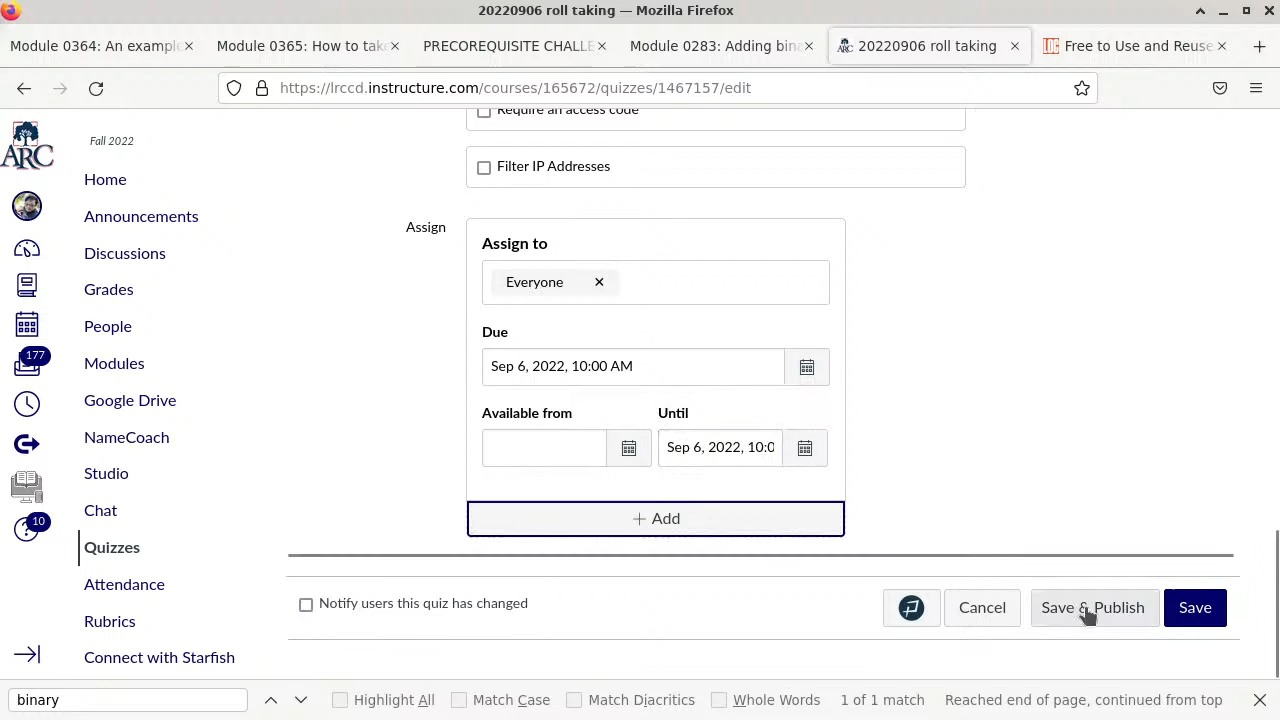 20220906 roll taking — Mozilla Firefox
Module 0364: An example
Module 0365: How to take
PRECOREQUISITE CHALLE
Module 0283: Adding bina
20220906 roll taking
Free to Use and Reuse
https://lrccd.instructure.com/courses/165672/quizzes/1467157/edit
ARC
Fall 2022
Home
Announcements
Discussions
Grades
People
Modules
Google Drive
NameCoach
Studio
Chat
Quizzes
Attendance
Rubrics
Connect with Starfish
177
10
Require an access code
Filter IP Addresses
Assign
Assign to
Everyone
Due
Sep 6, 2022, 10:00 AM
Available from
Until
Sep 6, 2022, 10:0
+ Add
Notify users this quiz has changed
Cancel
Save & Publish
Save
binary
Highlight All
Match Case
Match Diacritics
Whole Words
1 of 1 match
Reached end of page, continued from top